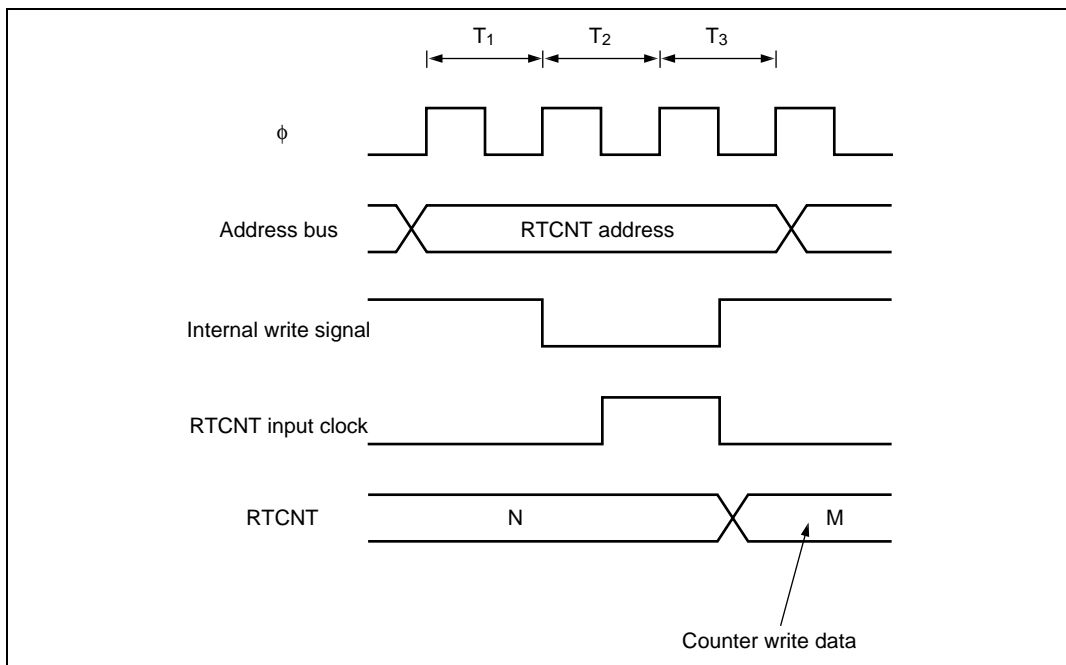 T1 T2 T3
ϕ
Address bus RTCNT address
Internal write signal
RTCNT input clock
RTCNT N M
Counter write data